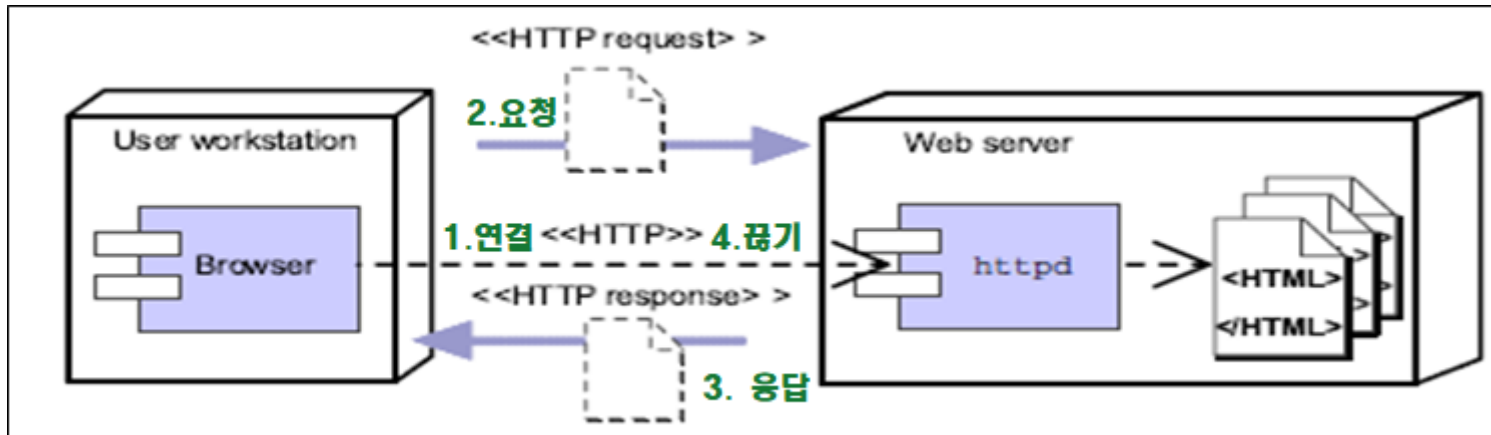 <<HTTP request> >
2.요청
User workstation
Web server
1.연결 <<HTTP>> 4.끊기
Browser
httpd
<<HTTP response> >
<HTML>
</HTML>
>
>
>
>
3. 응답